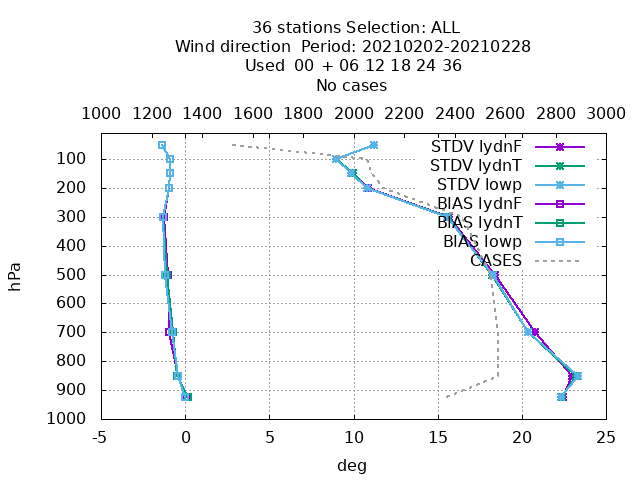 36 stations Selection: ALL
Wind direction  Period: 20210202-20210228
Used  00 + 06 12 18 24 36
No cases
1000 1200 1400 1600 1800 2000 2200 2400 2600 2800 3000
STDV lydnF
STDV lydnT
STDV lowp
BIAS lydnF
BIAS lydnT
BIAS lowp
CASES
100
200
300
400
500
600
700
800
900
1000
hPa
-5 0 5 10 15 20 25
deg